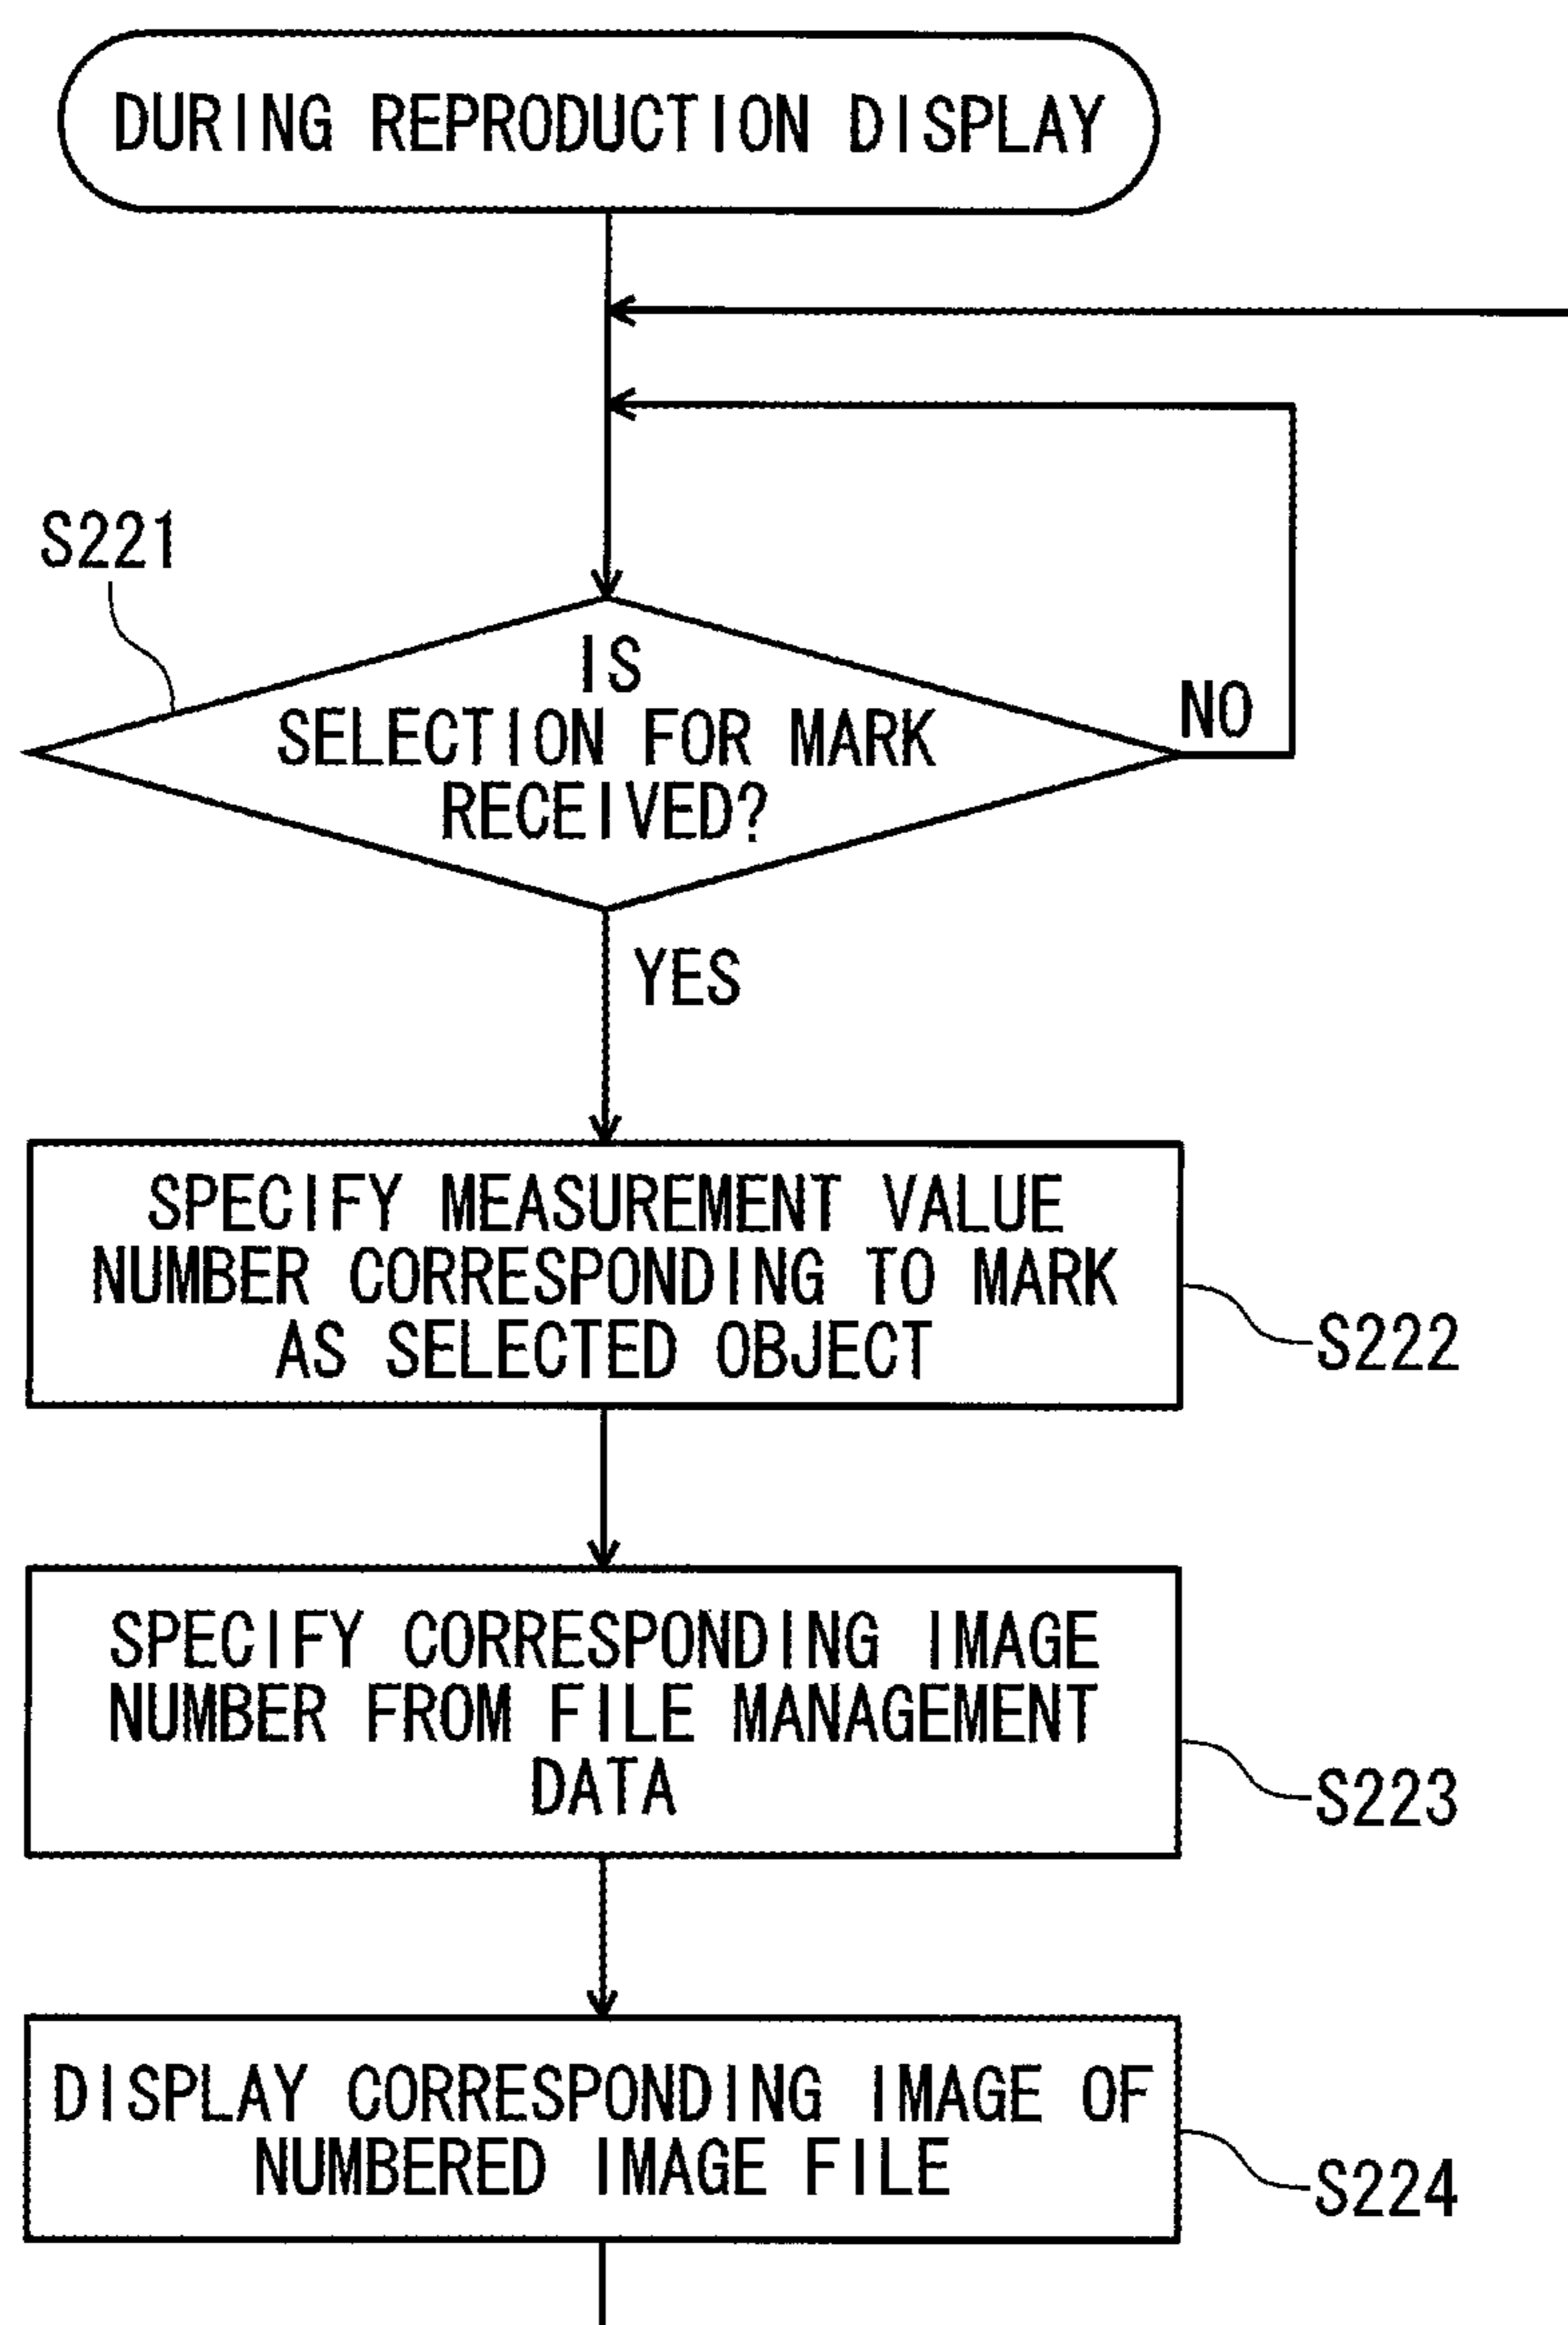 DURING REPRODUCTION DISPLAY
S221
IS
SELECTION FOR MARK
RECEIVED?
NO
YES
SPECIFY MEASUREMENT VALUE
NUMBER CORRESPONDING TO MARK
AS SELECTED OBJECT
S222
SPECIFY CORRESPONDING IMAGE
NUMBER FROM FILE MANAGEMENT
DATA
S223
DISPLAY CORRESPONDING IMAGE OF
NUMBERED IMAGE FILE
S224